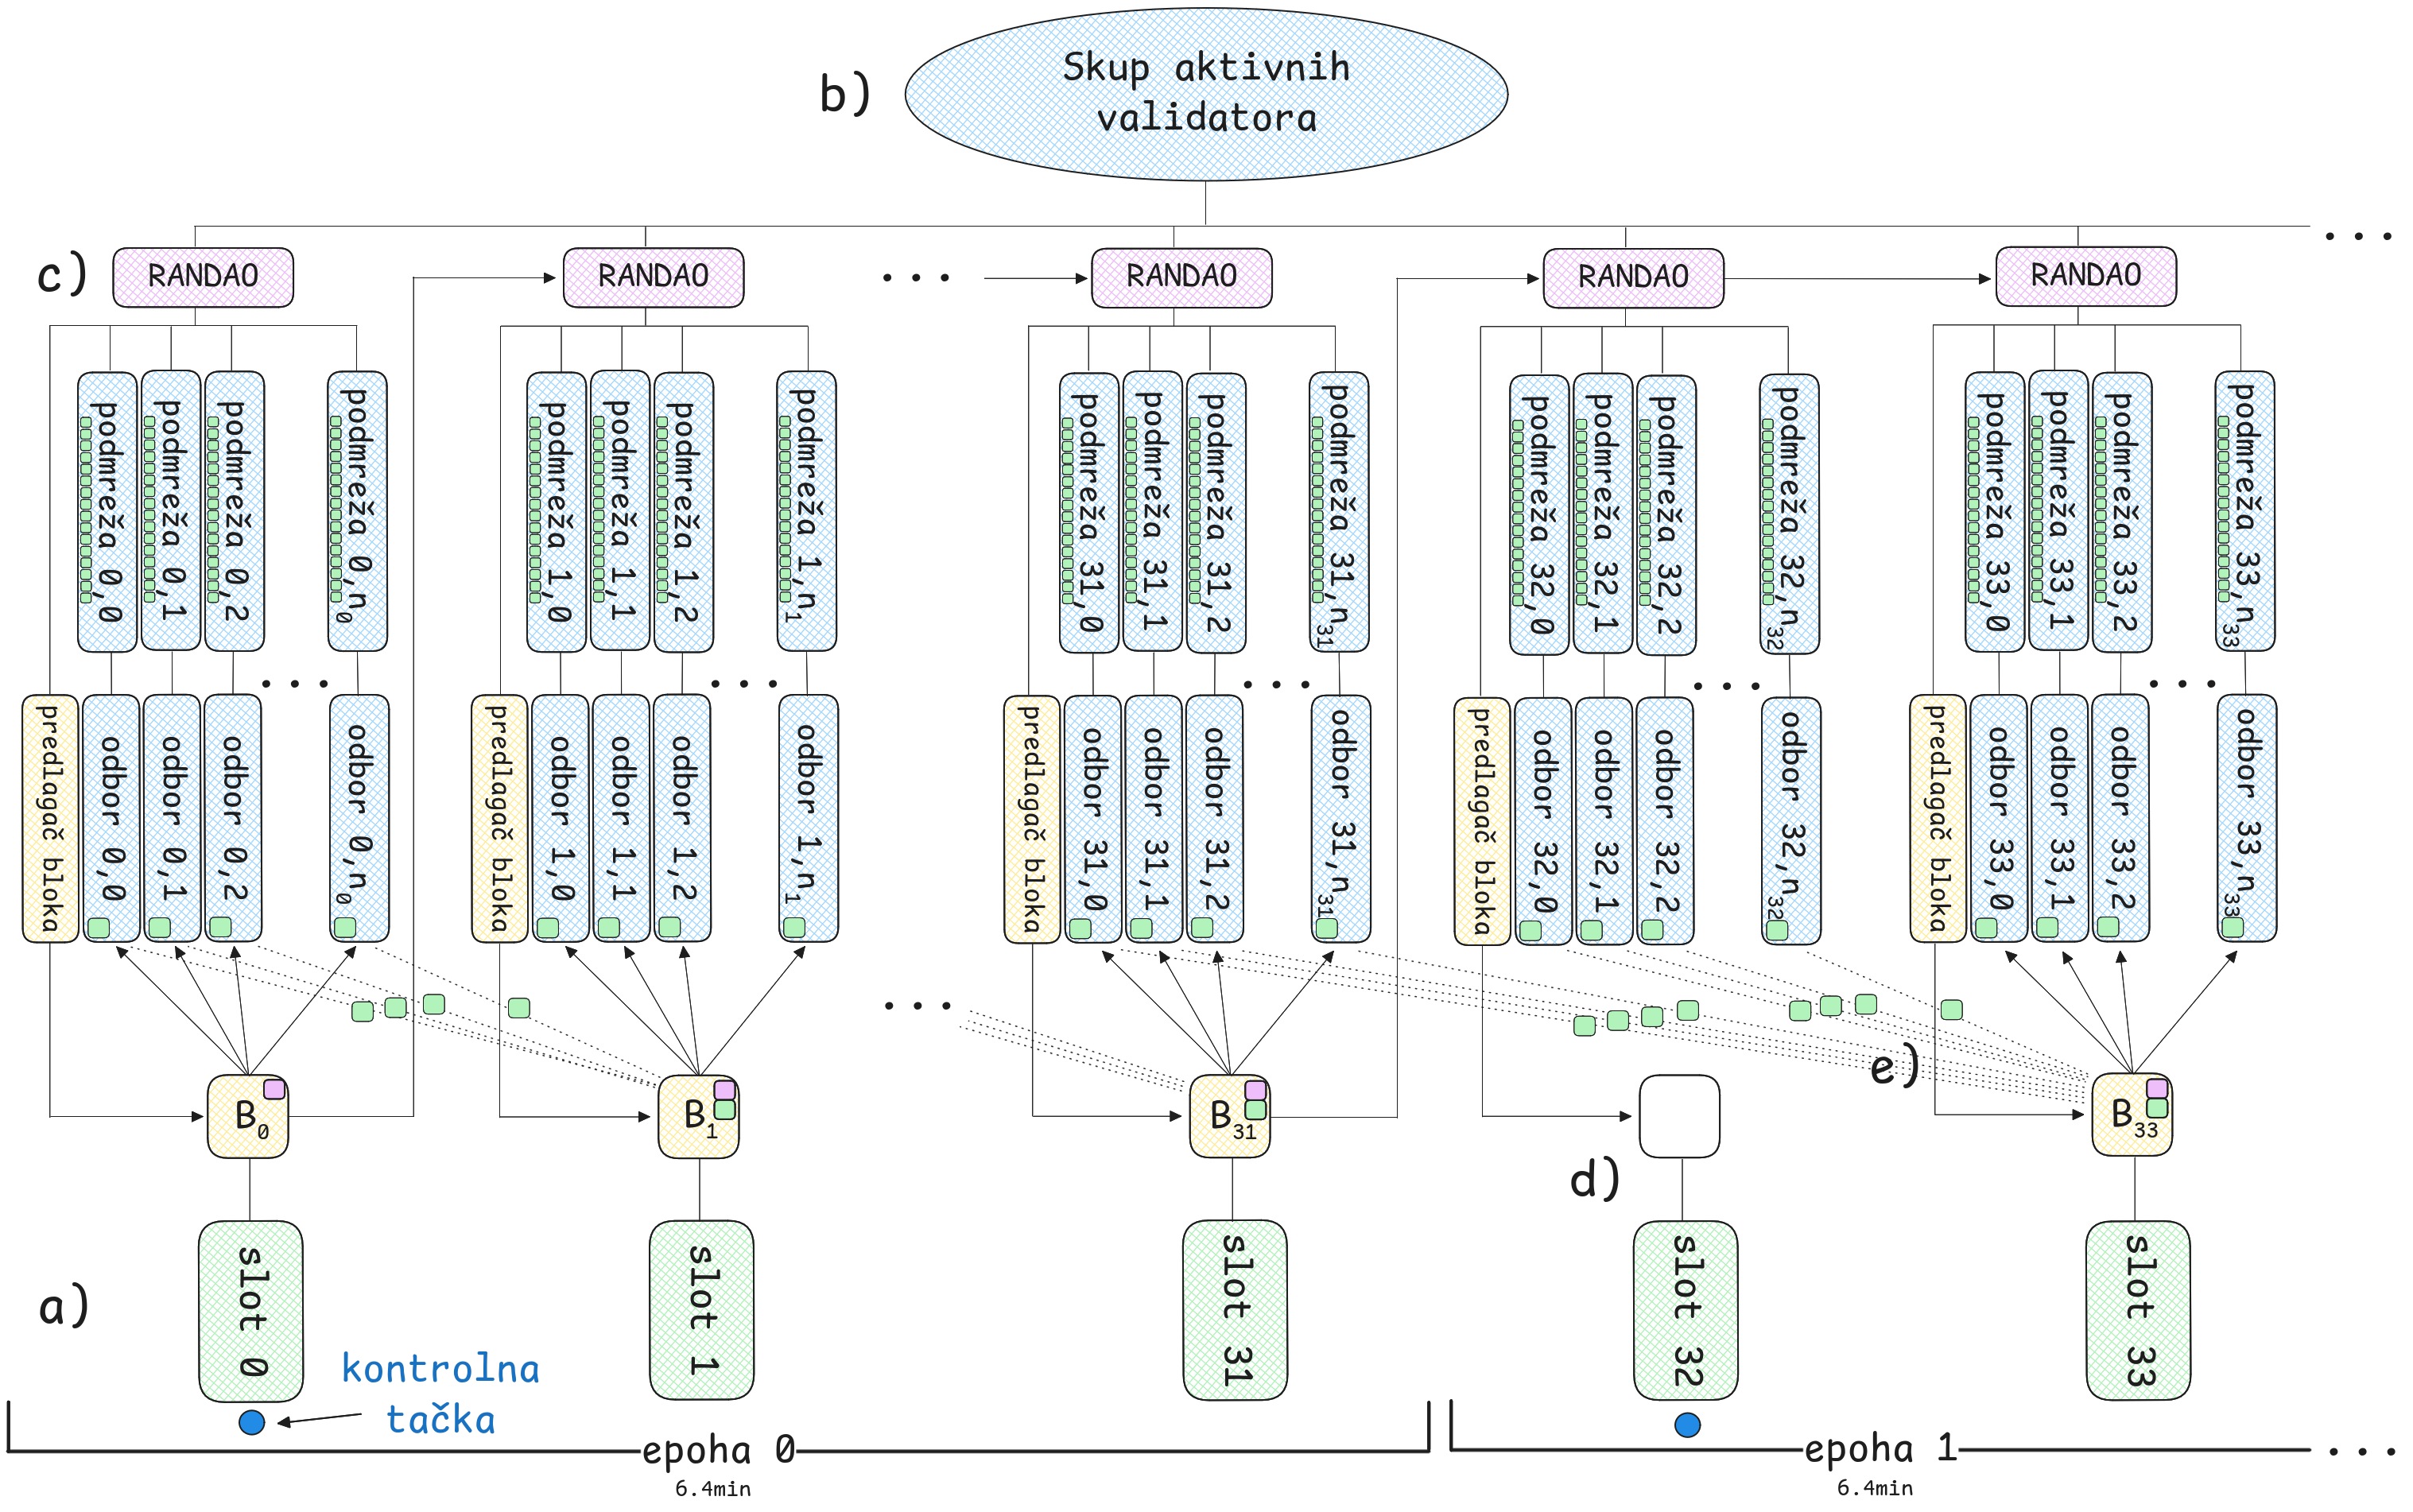 b)
Skup aktivnih
validatora
. . .
c)
RANDAO
RANDAO
. . .
RANDAO
RANDAO
RANDAO
podmreža 0,0
podmreža 0,1
podmreža 0,2
podmreža 0,n0
podmreža 1,0
podmreža 1,1
podmreža 1,2
podmreža 1,n1
podmreža 31,0
podmreža 31,1
podmreža 31,2
podmreža 31,n31
podmreža 32,0
podmreža 32,1
podmreža 32,2
podmreža 32,n32
podmreža 33,0
podmreža 33,1
podmreža 33,2
podmreža 33,n33
. . .
. . .
. . .
. . .
. . .
predlagač bloka
odbor 0,0
odbor 0,1
odbor 0,2
odbor 0,n0
predlagač bloka
odbor 1,0
odbor 1,1
odbor 1,2
odbor 1,n1
predlagač bloka
odbor 31,0
odbor 31,1
odbor 31,2
odbor 31,n31
predlagač bloka
odbor 32,0
odbor 32,1
odbor 32,2
odbor 32,n32
predlagač bloka
odbor 33,0
odbor 33,1
odbor 33,2
odbor 33,n33
. . .
e)
B0
B1
B31
B33
d)
a)
slot 0
slot 1
slot 31
slot 32
slot 33
kontrolna
tačka
epoha 0
6.4min
epoha 1
6.4min
. . .